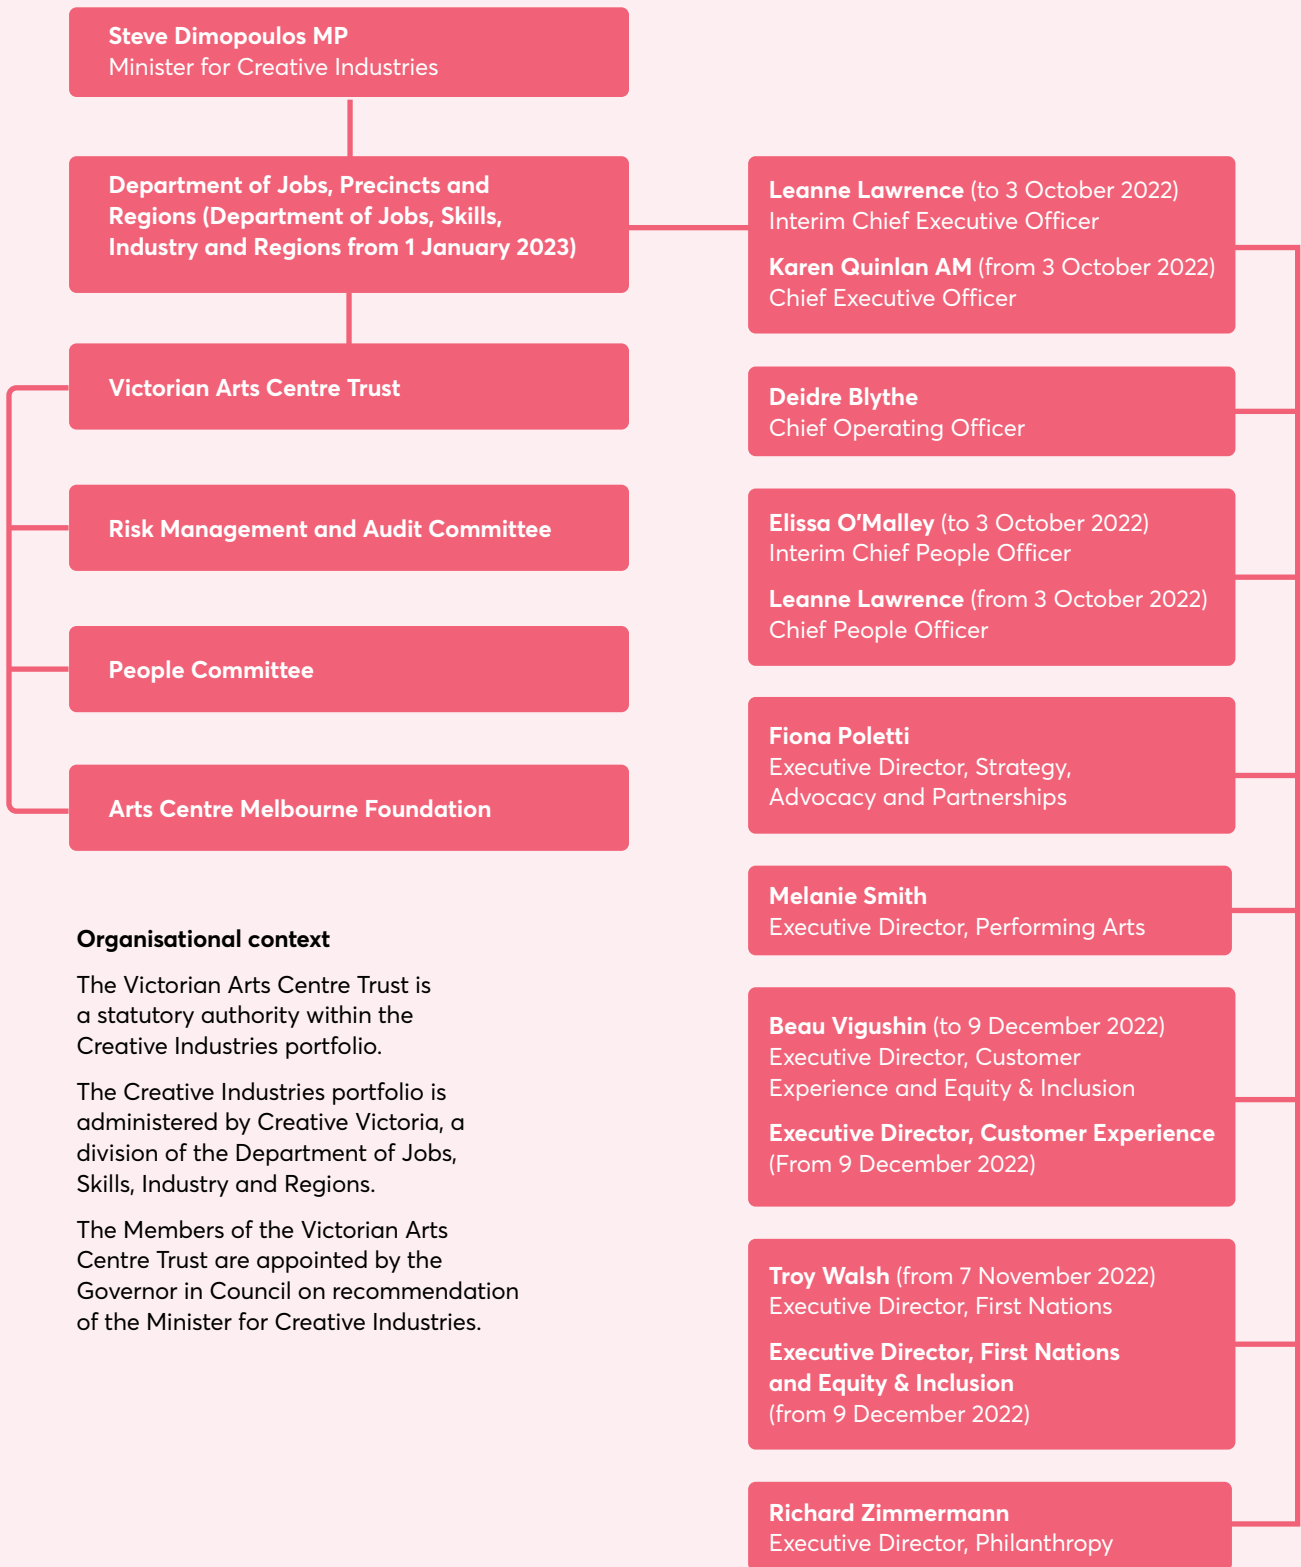 Steve Dimopoulos MP
Minister for Creative Industries
Department of Jobs, Precincts and
Regions (Department of Jobs, Skills,
Industry and Regions from 1 January 2023)
Victorian Arts Centre Trust
Risk Management and Audit Committee
People Committee
Arts Centre Melbourne Foundation
Organisational context
The Victorian Arts Centre Trust is
a statutory authority within the
Creative Industries portfolio.
The Creative Industries portfolio is
administered by Creative Victoria, a
division of the Department of Jobs,
Skills, Industry and Regions.
The Members of the Victorian Arts
Centre Trust are appointed by the
Governor in Council on recommendation
of the Minister for Creative Industries.
Leanne Lawrence (to 3 October 2022)
Interim Chief Executive Officer
Karen Quinlan AM (from 3 October 2022)
Chief Executive Officer
Deidre Blythe
Chief Operating Officer
Elissa O'Malley (to 3 October 2022)
Interim Chief People Officer
Leanne Lawrence (from 3 October 2022)
Chief People Officer
Fiona Poletti
Executive Director, Strategy,
Advocacy and Partnerships
Melanie Smith
Executive Director, Performing Arts
Beau Vigushin (to 9 December 2022)
Executive Director, Customer
Experience and Equity & Inclusion
Executive Director, Customer Experience
(From 9 December 2022)
Troy Walsh (from 7 November 2022)
Executive Director, First Nations
Executive Director, First Nations
and Equity & Inclusion
(from 9 December 2022)
Richard Zimmermann
Executive Director, Philanthropy